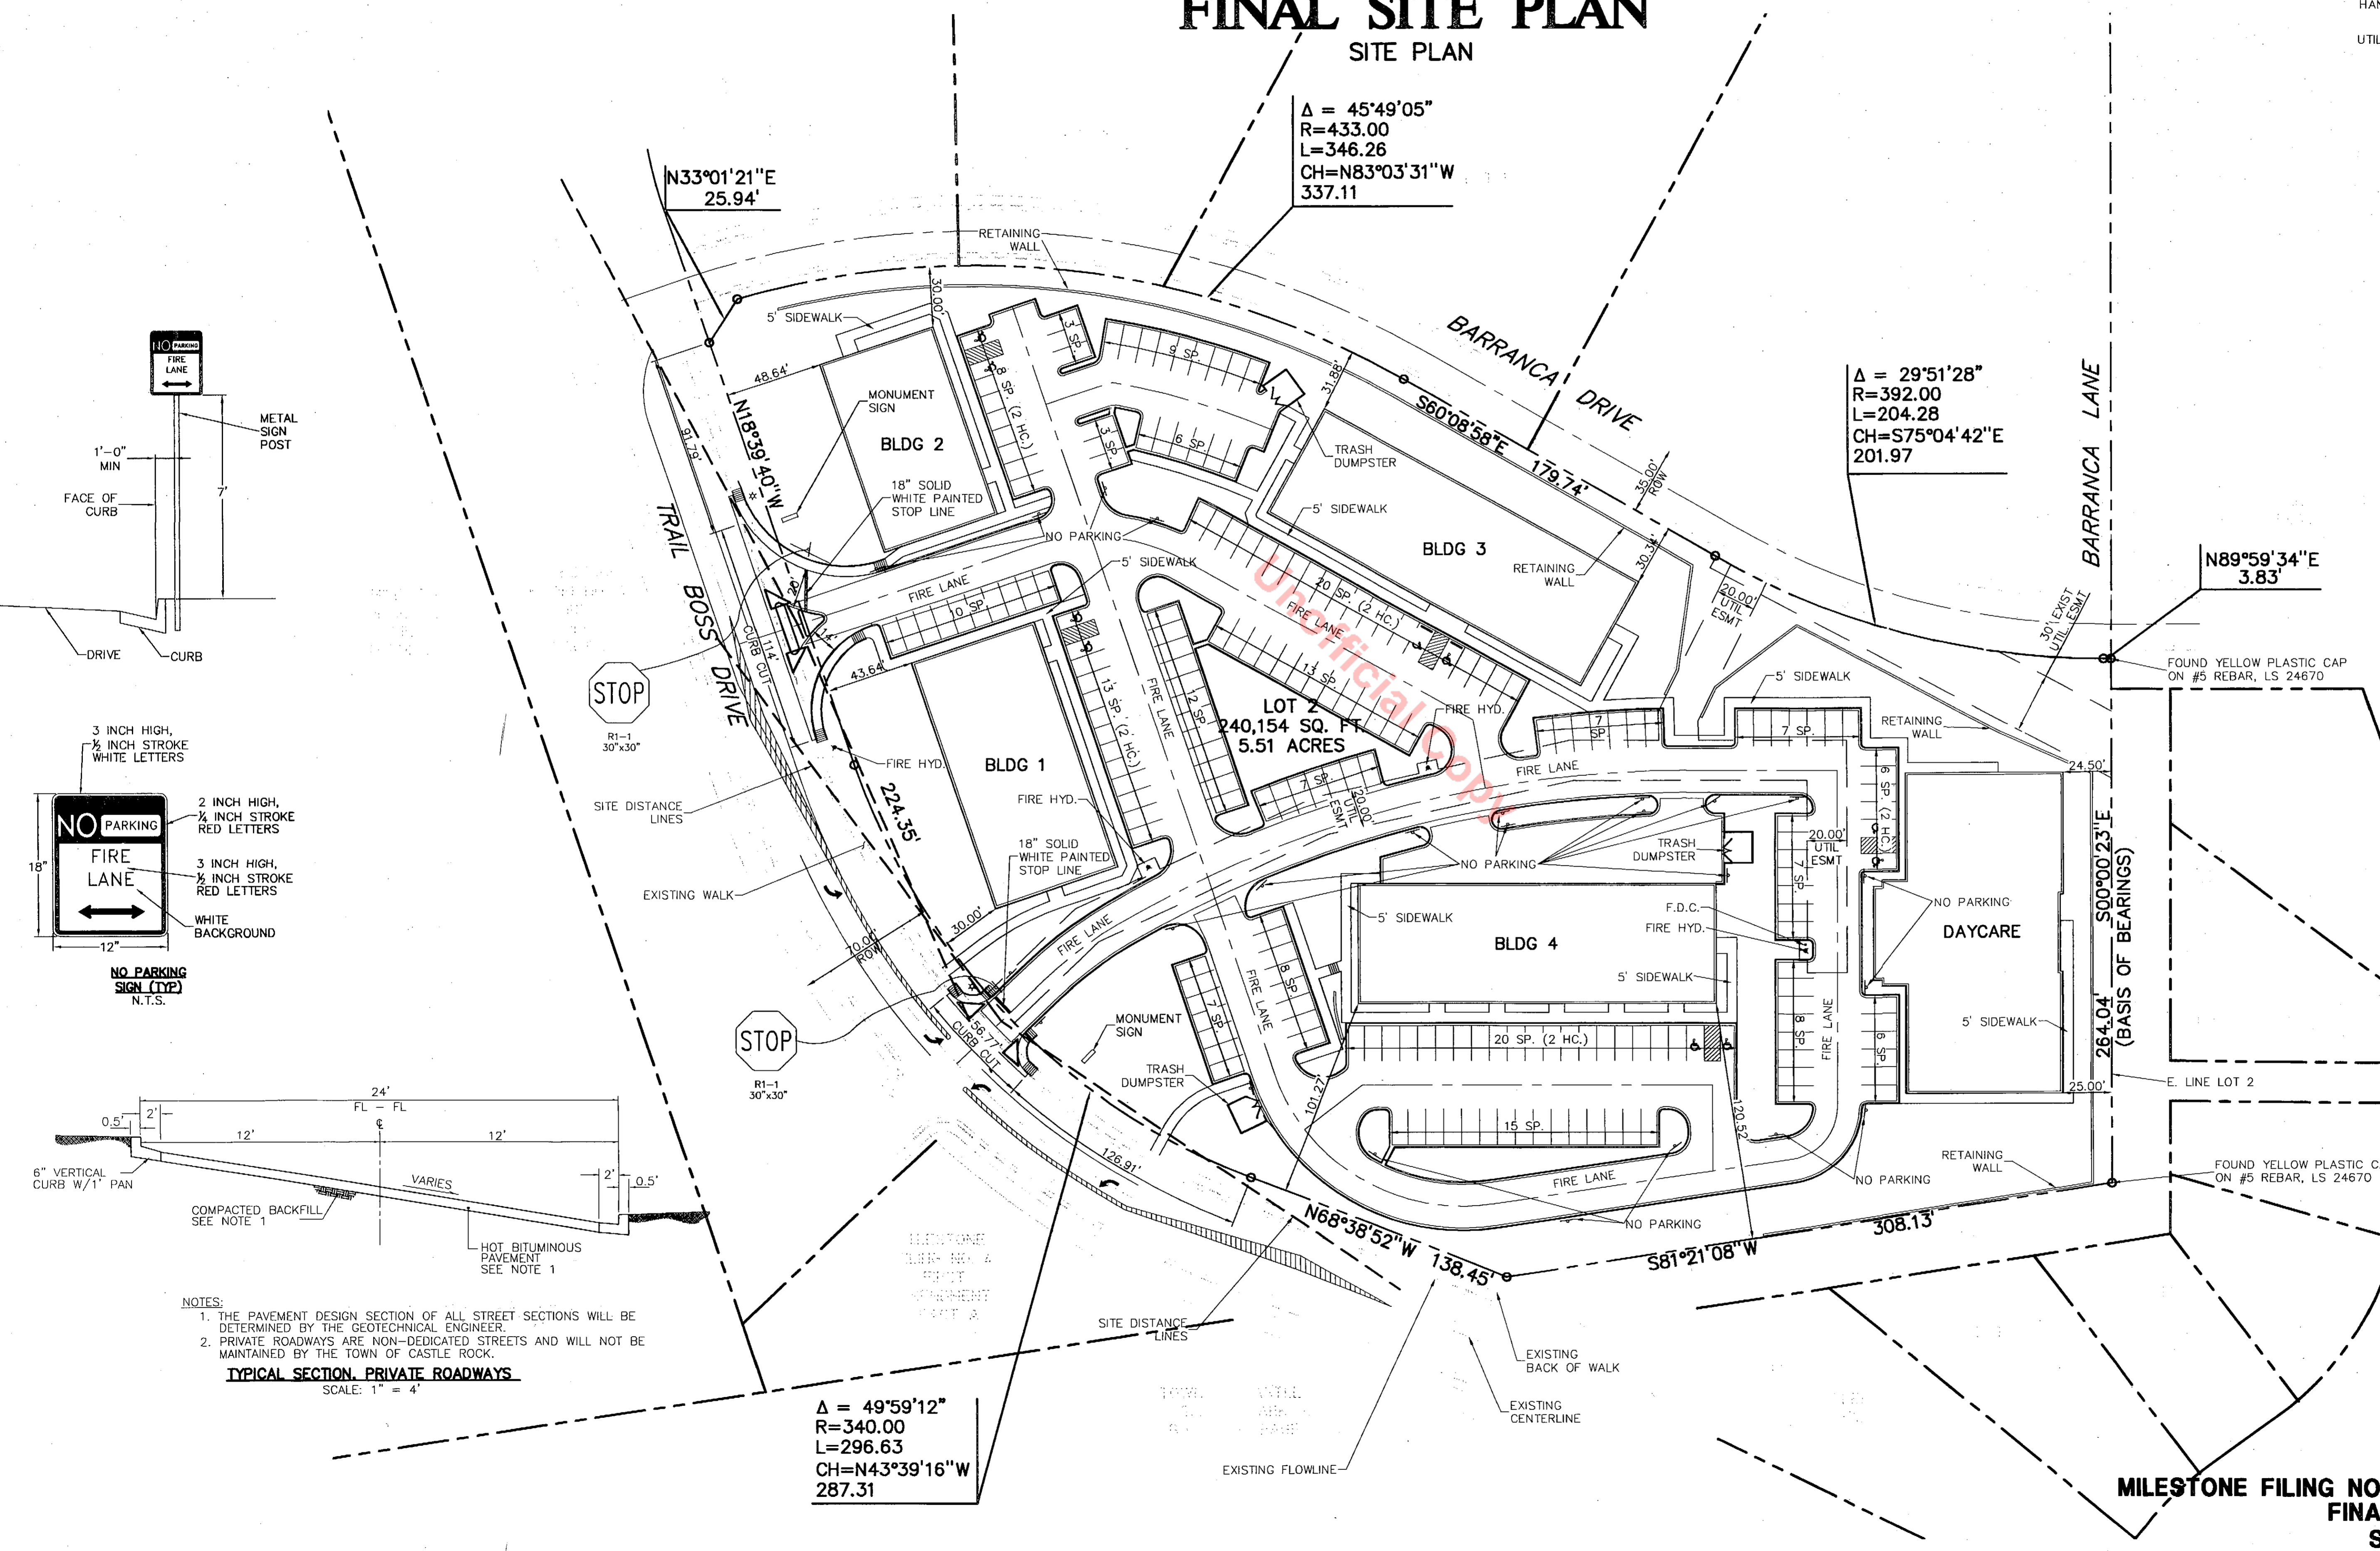 FINAL SITE PLAN
SITE PLAN
HAN
UTIL
Δ = 45°49'05"
R=433.00
L=346.26
CH=N83°03'31"W
337.11
N33°01'21"E
25.94'
RETAINING
WALL
5' SIDEWALK
30.00'
3 SP.
9 SP.
8 SP. (2 HC.)
3 SP.
6 SP.
48.64'
MONUMENT
SIGN
BLDG 2
18" SOLID
WHITE PAINTED
STOP LINE
N18°39'40"W
91.79'
TRAIL BOSS DRIVE
BARRANCA DRIVE
31.88'
S60°08'58"E 179.74'
35.00'
ROW
TRASH
DUMPSTER
5' SIDEWALK
BLDG 3
RETAINING
WALL
30.34'
20.00'
UTIL
ESMT
Δ = 29°51'28"
R=392.00
L=204.28
CH=S75°04'42"E
201.97
BARRANCA LANE
N89°59'34"E
3.83'
30' EXIST
UTIL ESMT
FOUND YELLOW PLASTIC CAP
ON #5 REBAR, LS 24670
NO PARKING
FIRE
LANE
METAL
SIGN
POST
1'-0"
MIN
FACE OF
CURB
7'
DRIVE
CURB
3 INCH HIGH,
½ INCH STROKE
WHITE LETTERS
NO PARKING
FIRE
LANE
2 INCH HIGH,
¼ INCH STROKE
RED LETTERS
3 INCH HIGH,
½ INCH STROKE
RED LETTERS
WHITE
BACKGROUND
18"
12"
NO PARKING
SIGN (TYP)
N.T.S.
NO PARKING
5' SIDEWALK
FIRE LANE
10 SP.
20'
14'
114'
CURB CUT
43.64'
STOP
R1-1
30"x30"
FIRE HYD.
SITE DISTANCE
LINES
224.35'
BLDG 1
13 SP. (2 HC.)
FIRE LANE
12 SP.
20 SP. (2 HC.)
FIRE LANE
13 SP.
Unofficial Copy
LOT 2
240,154 SQ. FT.
5.51 ACRES
FIRE HYD.
7 SP.
20.00'
UTIL
ESMT
7
SP.
FIRE LANE
7 SP.
5' SIDEWALK
RETAINING
WALL
6 SP. (2 HC.)
24.50'
FIRE HYD.
18" SOLID
WHITE PAINTED
STOP LINE
EXISTING WALK
30.00'
70.00'
ROW
FIRE LANE
NO PARKING
TRASH
DUMPSTER
20.00'
UTIL
ESMT
7 SP.
F.D.C.
FIRE HYD.
NO PARKING
5' SIDEWALK
BLDG 4
5' SIDEWALK
DAYCARE
5' SIDEWALK
S00°00'23"E
264.04'
(BASIS OF BEARINGS)
25.00'
E. LINE LOT 2
STOP
R1-1
30"x30"
56.77'
CURB CUT
MONUMENT
SIGN
TRASH
DUMPSTER
7 SP.
FIRE LANE
8 SP.
20 SP. (2 HC.)
8 SP.
FIRE LANE
6 SP.
101.27'
120.52
15 SP.
FIRE LANE
NO PARKING
NO PARKING
RETAINING
WALL
FOUND YELLOW PLASTIC C
ON #5 REBAR, LS 24670
126.91'
N68°38'52"W 138.45'
S81°21'08"W
308.13'
24'
FL - FL
0.5'
2'
12'
12'
2'
0.5'
6" VERTICAL
CURB W/1' PAN
VARIES
COMPACTED BACKFILL
SEE NOTE 1
HOT BITUMINOUS
PAVEMENT
SEE NOTE 1
NOTES:
1. THE PAVEMENT DESIGN SECTION OF ALL STREET SECTIONS WILL BE
DETERMINED BY THE GEOTECHNICAL ENGINEER.
2. PRIVATE ROADWAYS ARE NON-DEDICATED STREETS AND WILL NOT BE
MAINTAINED BY THE TOWN OF CASTLE ROCK.
TYPICAL SECTION, PRIVATE ROADWAYS
SCALE: 1" = 4'
SITE DISTANCE
LINES
EXISTING
BACK OF WALK
EXISTING
CENTERLINE
EXISTING FLOWLINE
Δ = 49°59'12"
R=340.00
L=296.63
CH=N43°39'16"W
287.31
MILESTONE FILING NO
FINA
S